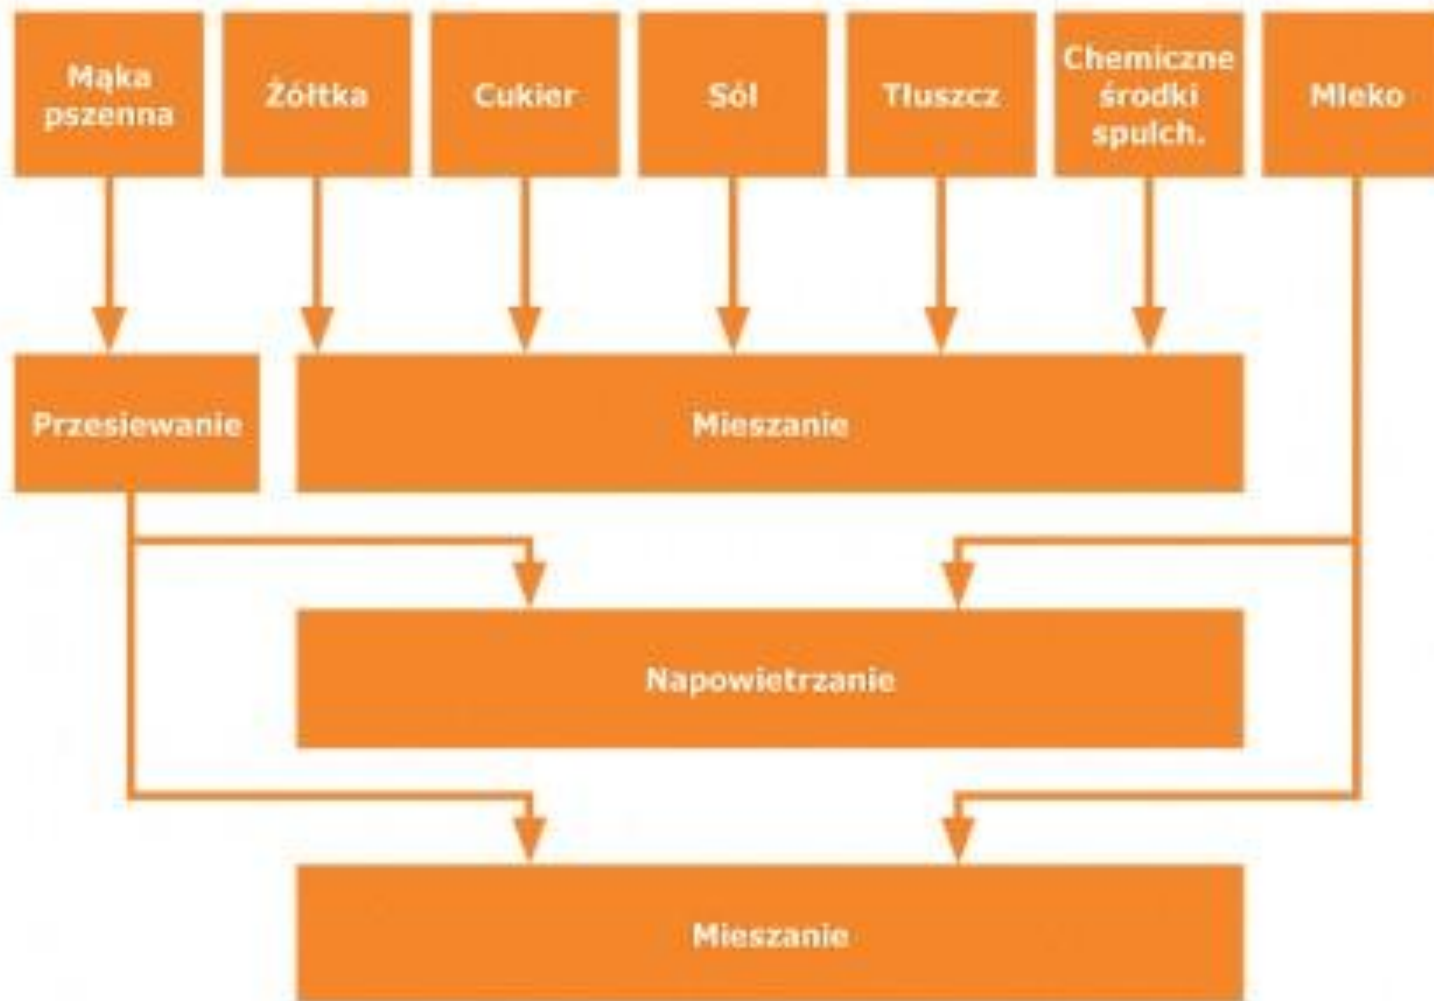 Mąka
pszenna
Żółtka
Cukier
Sól
Tłuszcz
Chemiczne
środki
spulch.
Mleko
Przesiewanie
Mieszanie
Napowietrzanie
Mieszanie